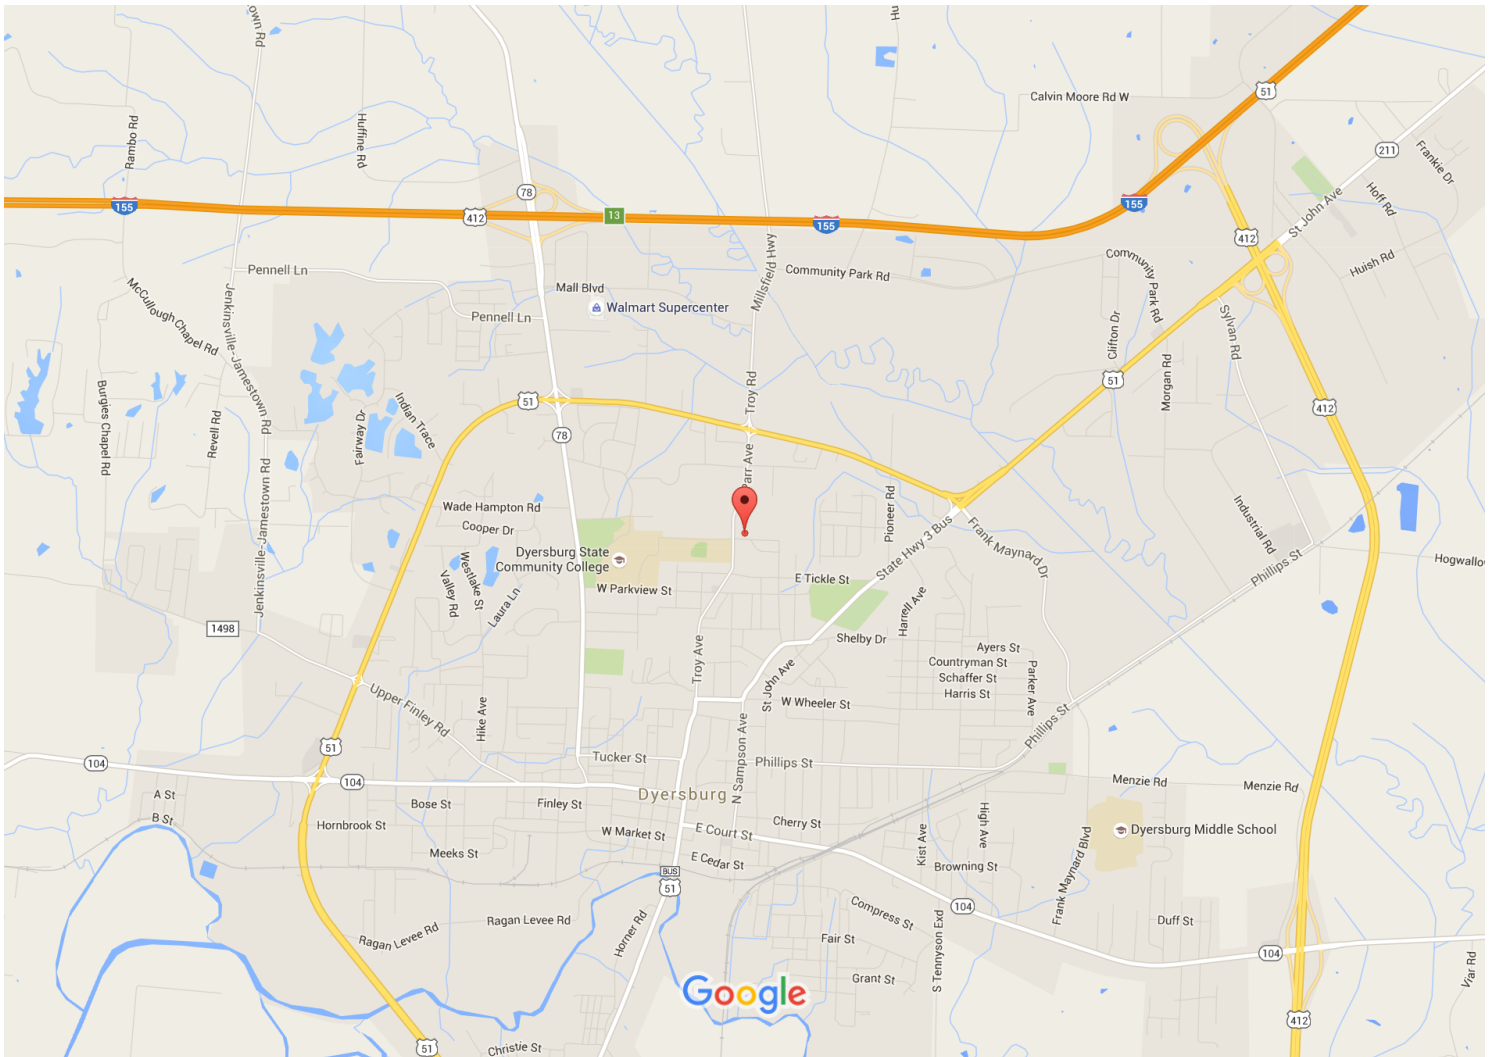 own Rd
Hu
51
Calvin Moore Rd W
Rambo Rd
Huffine Rd
211
Frankie Dr
Hoff Rd
St John Ave
155
412
78
13
155
155
412
Millsfield Hwy
Huish Rd
Pennell Ln
Community Park Rd
Community Park Rd
Mall Blvd
Walmart Supercenter
Pennell Ln
McCullough Chapel Rd
Jenkinsville-Jamestown Rd
Clifton Dr
Sylvan Rd
Morgan Rd
51
51
Troy Rd
412
Burgies Chapel Rd
Revell Rd
Fairway Dr
Indian Trace
78
Parr Ave
Wade Hampton Rd
Cooper Dr
Pioneer Rd
State Hwy 3 Bus
Frank Maynard Dr
Industrial Rd
Phillips St
Hogwallow
Jenkinsville-Jamestown Rd
Westlake St
Valley Rd
Laura Ln
Dyersburg State
Community College
W Parkview St
E Tickle St
Harrell Ave
1498
Shelby Dr
Ayers St
Countryman St
Schaffer St
Harris St
Parker Ave
Troy Ave
St John Ave
W Wheeler St
N Sampson Ave
Upper Finley Rd
Hike Ave
Phillips St
51
104
104
Tucker St
Phillips St
Menzie Rd
Menzie Rd
A St
B St
Bose St
Finley St
Dyersburg
Hornbrook St
W Market St
E Court St
Cherry St
Kist Ave
High Ave
Dyersburg Middle School
Meeks St
E Cedar St
Browning St
Frank Maynard Blvd
BUS
51
104
Ragan Levee Rd
Ragan Levee Rd
Horner Rd
Compress St
Fair St
Grant St
S Tennyson Exd
Duff St
104
Viar Rd
Google
412
51
Christie St